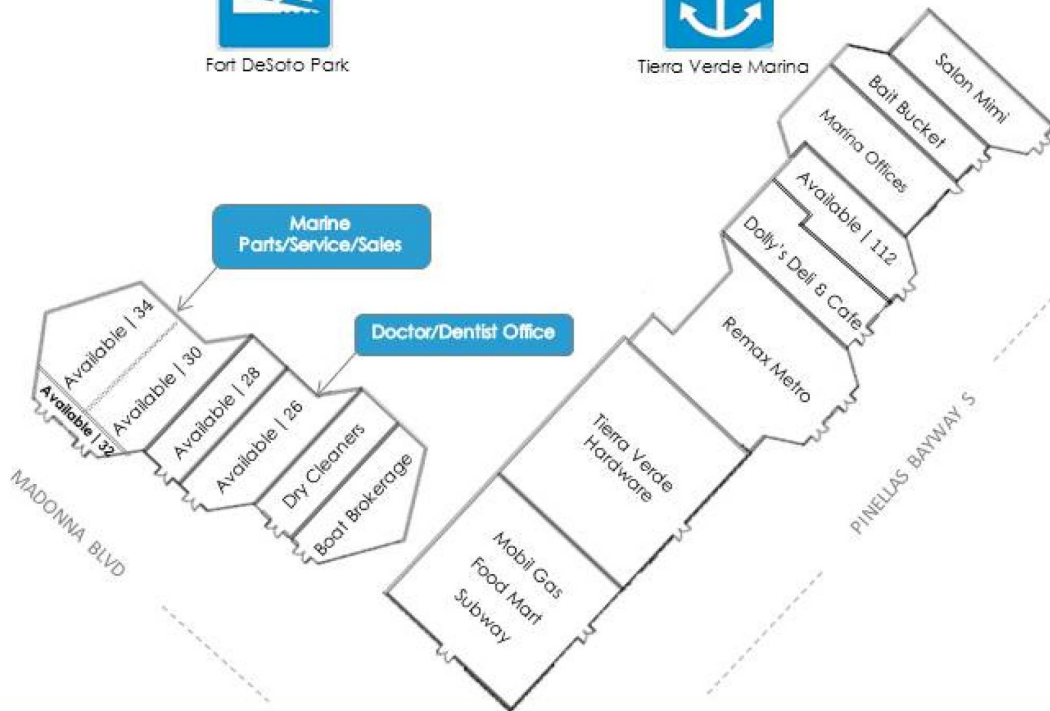 Fort DeSoto Park
Tierra Verde Marina
Salon Mimi
Bait Bucket
Marina Offices
Available | 112
Dolly's Deli & Cafe
Remax Metro
Tierra Verde
Hardware
Mobil Gas
Food Mart
Subway
Marine
Parts/Service/Sales
Doctor/Dentist Office
Available | 34
Available | 30
Available | 32
Available | 28
Available | 26
Dry Cleaners
Boat Brokerage
MADONNA BLVD
PINELLAS BAYWAY S